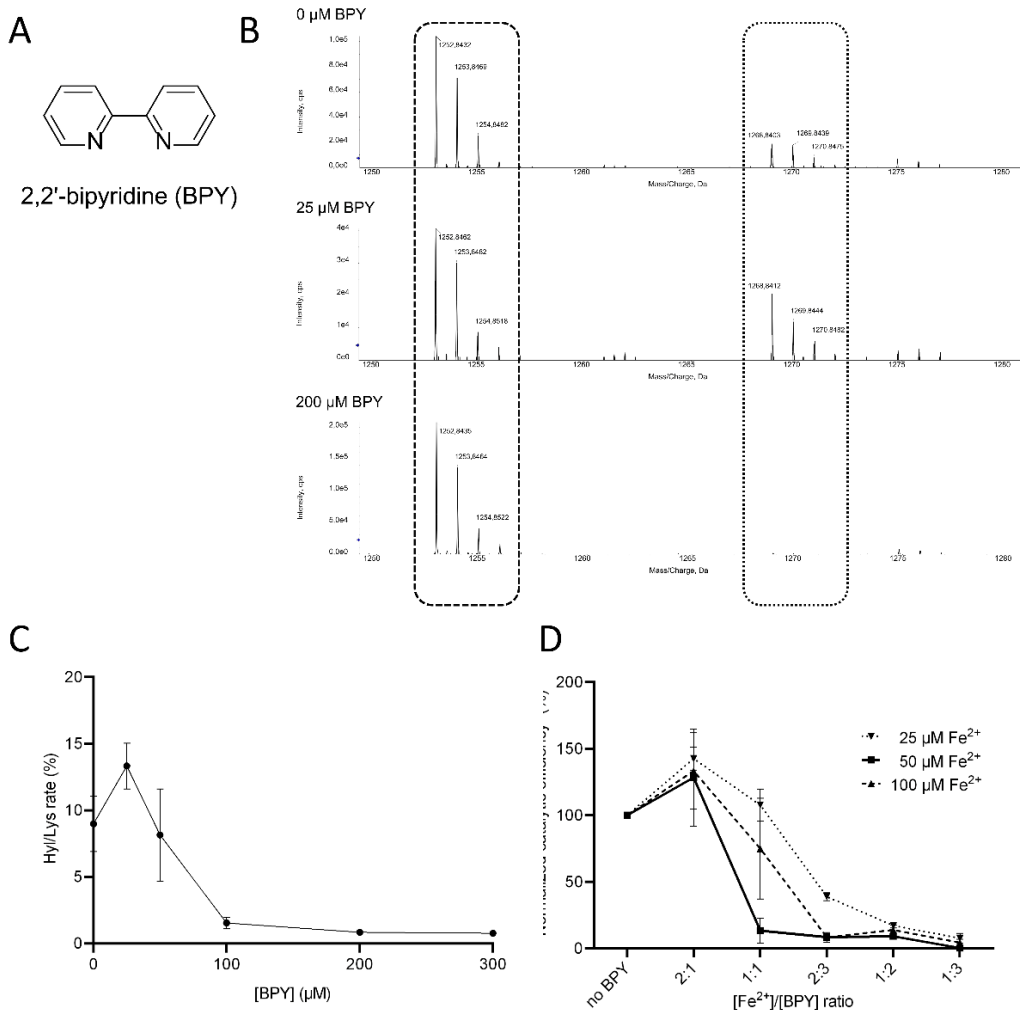 A
N
N
2,2'-bipyridine (BPY)
B
0 µM BPY
Intensity, cps
1,0e5
8.0e4
6.0e4
4.0e4
2.0e4
0.0e0
1252,8432
1253,8469
1254,8482
1269,8439
1270,8475
1250
1255
1260
1265
1270
1275
1280
Mass/Charge, Da
25 µM BPY
Intensity, cps
4e4
3e4
2e4
1e4
0e0
1252,8462
1253,8482
1254,8518
1268,8412
1269,8444
1270,8482
1250
1255
1260
1265
1270
1275
1280
Mass/Charge, Da
200 µM BPY
Intensity, cps
2.0e5
1.5e5
1.0e5
5.0e4
0.0e0
1252,8435
1253,8464
1254,8522
1255
1260
1265
1270
1275
1280
Mass/Charge, Da
C
Hyl/Lys rate (%)
20
15
10
5
0
0
100
200
300
[BPY] (µM)
D
200
150
100
50
0
25 µM Fe²⁺
50 µM Fe²⁺
100 µM Fe²⁺
no BPY
2:1
1:1
2:3
1:2
1:3
[Fe²⁺]/[BPY] ratio